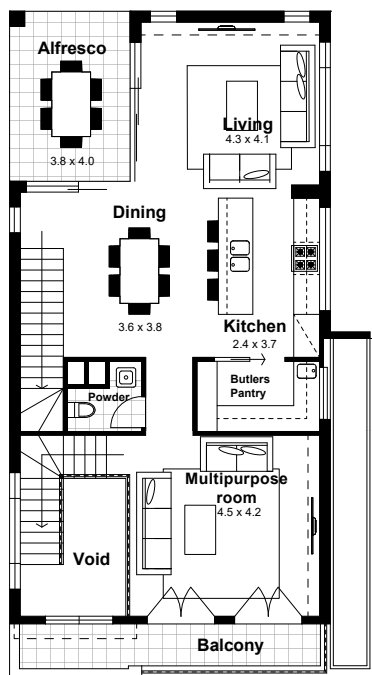 Alfresco
3.8 x 4.0
Living
4.3 x 4.1
Dining
3.6 x 3.8
Kitchen
2.4 x 3.7
Butlers
Pantry
Powder
Multipurpose
room
4.5 x 4.2
Void
Balcony